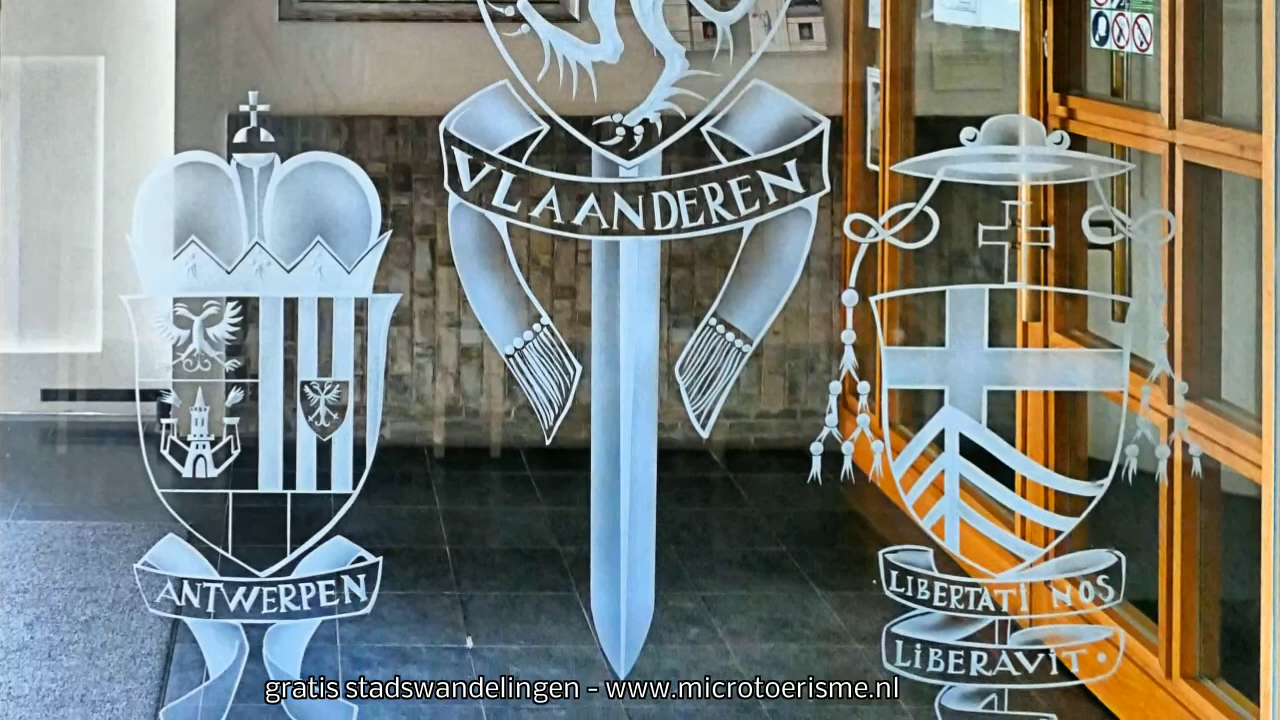 VLAANDEREN
ANTWERPEN
LIBERTATI NOS
LIBERAVIT
gratis stadswandelingen - www.microtoerisme.nl